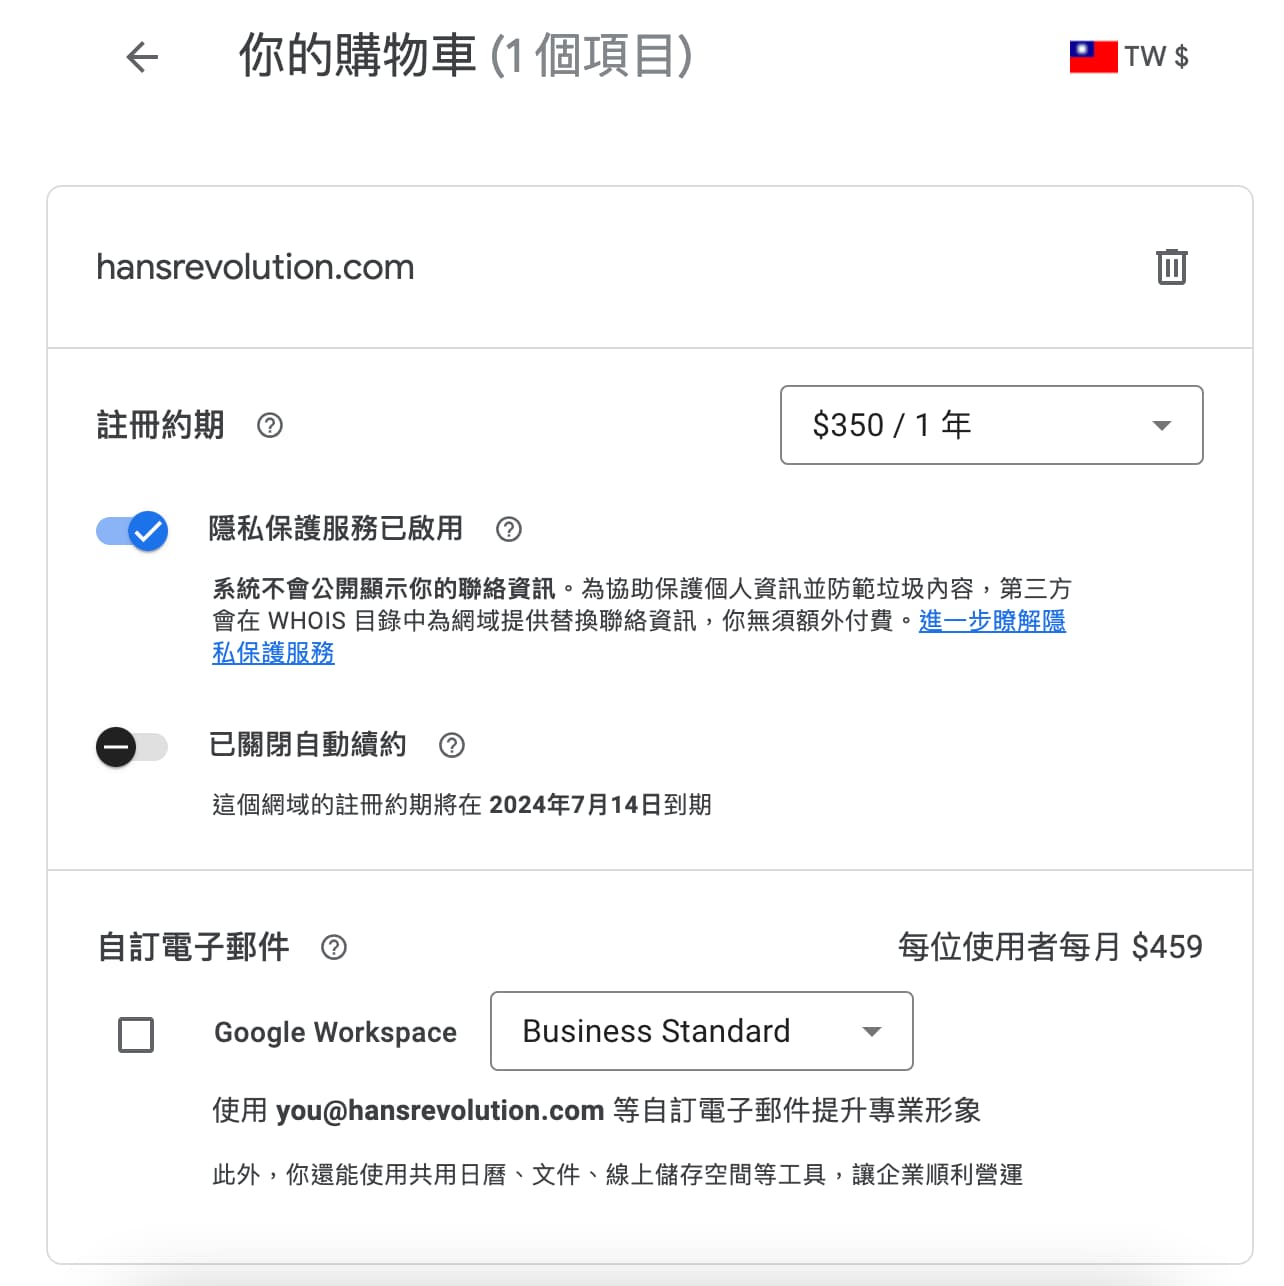 你的購物車 (1 個項目)
TW $
hansrevolution.com
註冊約期
$350 / 1 年
隱私保護服務已啟用
系統不會公開顯示你的聯絡資訊。為協助保護個人資訊並防範垃圾內容，第三方
會在 WHOIS 目錄中為網域提供替換聯絡資訊，你無須額外付費。進一步瞭解隱
私保護服務
已關閉自動續約
這個網域的註冊約期將在 2024年7月14日到期
自訂電子郵件
每位使用者每月 $459
Google Workspace
Business Standard
使用 you@hansrevolution.com 等自訂電子郵件提升專業形象
此外，你還能使用共用日曆、文件、線上儲存空間等工具，讓企業順利營運